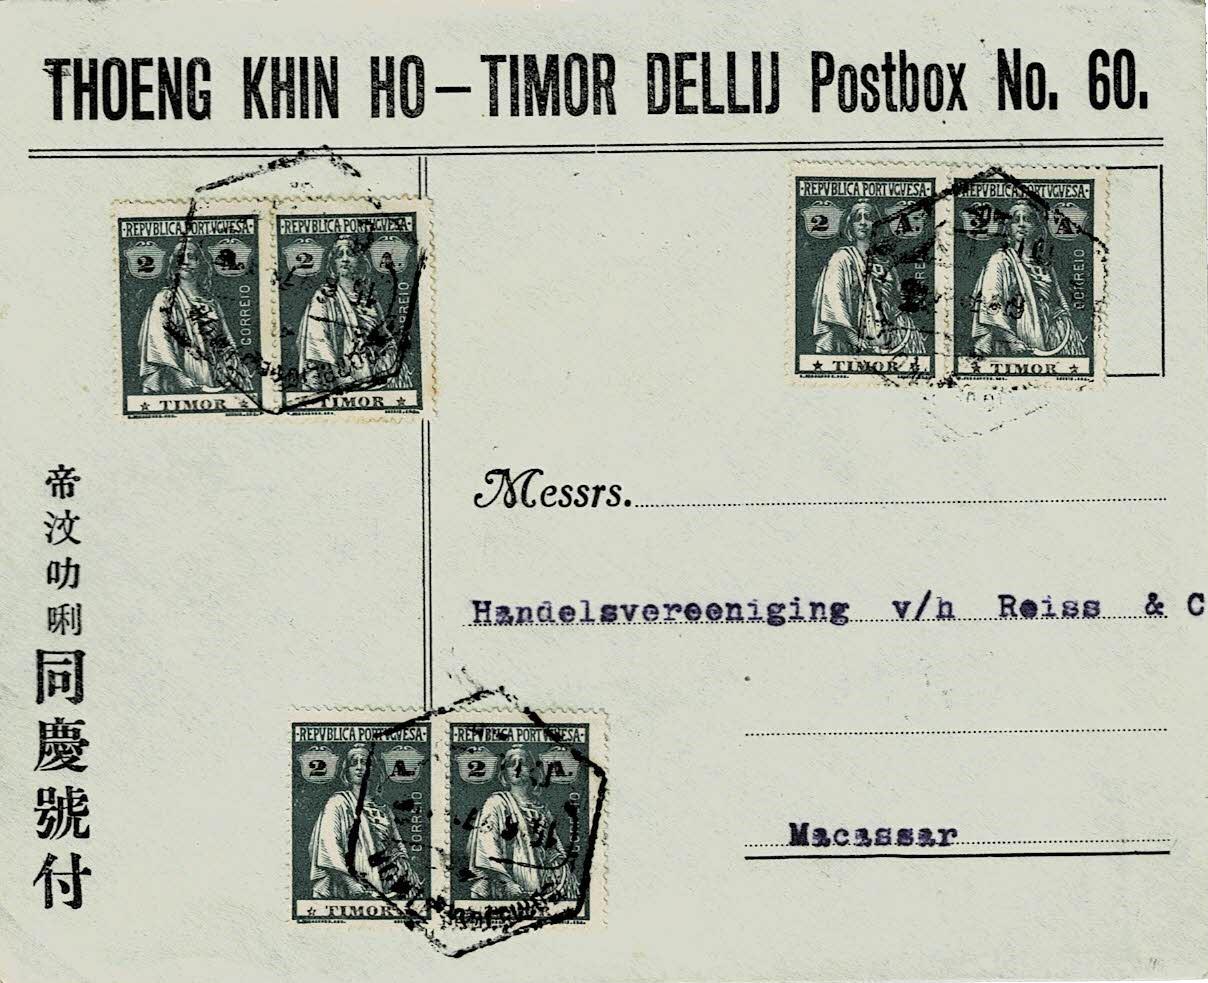 THOENG KHIN HO — TIMOR DELLIJ Postbox No. 60.
REPVBLICA PORTVGVESA
2 A.
CORREIO
TIMOR
REPVBLICA PORTVGVESA
2 A.
CORREIO
TIMOR
REPVBLICA PORTVGVESA
2 A.
CORREIO
TIMOR
REPVBLICA PORTVGVESA
2 A.
CORREIO
TIMOR
帝汶叻唎同慶號付
Messrs.
Handelsvereeniging v/h Reiss & C
REPVBLICA PORTVGVESA
2 A.
CORREIO
TIMOR
REPVBLICA PORTVGVESA
2 A.
CORREIO
TIMOR
Macassar